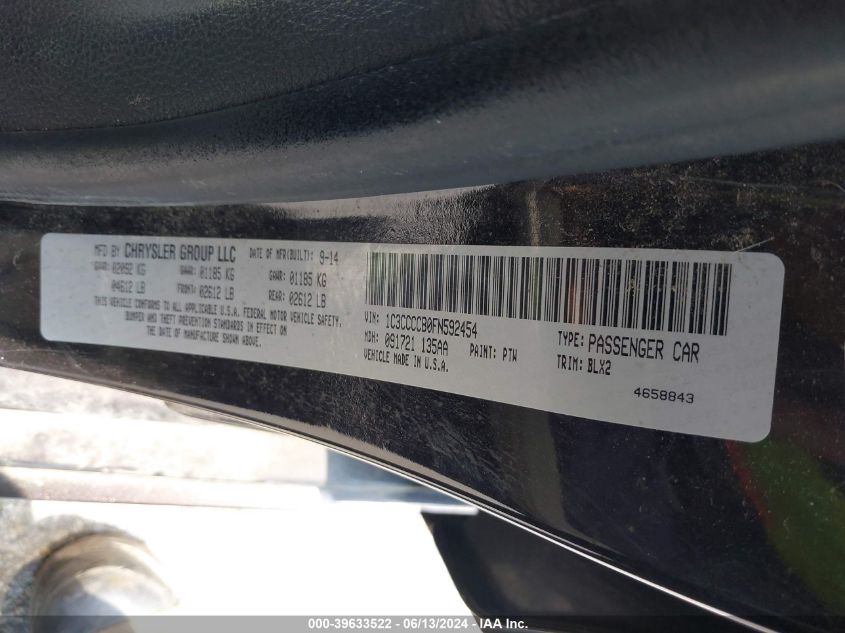 MFD BY CHRYSLER GROUP LLC DATE OF MFR(BUILT): 9-14
GVWR: 02092 KG GAWR: 01185 KG GAWR: 01185 KG
04612 LB FRONT: 02612 LB REAR: 02612 LB
THIS VEHICLE CONFORMS TO ALL APPLICABLE U.S.A. FEDERAL MOTOR VEHICLE SAFETY,
BUMPER AND THEFT PREVENTION STANDARDS IN EFFECT ON THE
DATE OF MANUFACTURE SHOWN ABOVE.
VIN: 1C3CCCCB0FN592454 TYPE: PASSENGER CAR
MDH: 091721 135AA PAINT: PTW TRIM: BLX2
VEHICLE MADE IN U.S.A.
4658843
000-39633522 - 06/13/2024 - IAA Inc.